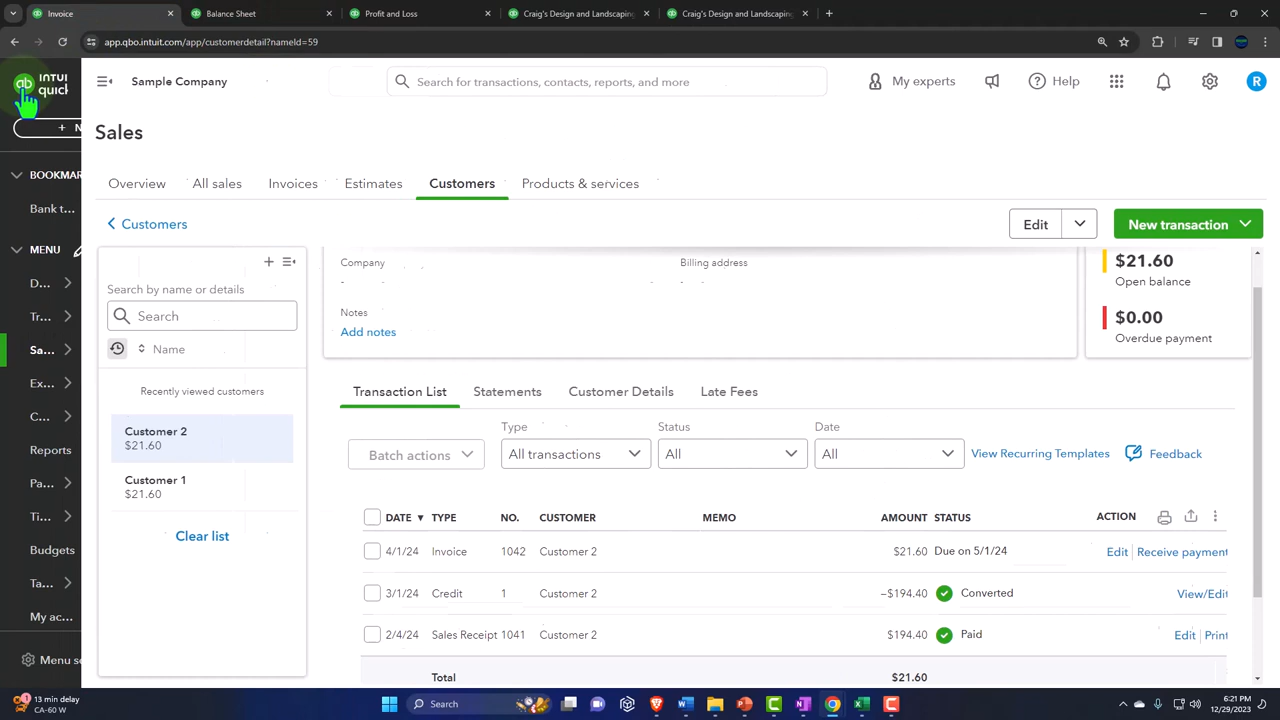 Invoice
Balance Sheet
Profit and Loss
Craig's Design and Landscaping
Craig's Design and Landscaping
app.qbo.intuit.com/app/customerdetail?nameId=59
INTUI
quick
Sample Company
Search for transactions, contacts, reports, and more
My experts
Help
R
+ N
Sales
BOOKMAR
Overview
All sales
Invoices
Estimates
Customers
Products & services
Bank t...
Customers
Edit
New transaction
MENU
Company
Billing address
$21.60
Open balance
D...
Search by name or details
Search
Notes
Add notes
$0.00
Overdue payment
Tr...
Sa...
Name
Ex...
Recently viewed customers
Transaction List
Statements
Customer Details
Late Fees
C...
Customer 2
$21.60
Type
Status
Date
Reports
Batch actions
All transactions
All
All
View Recurring Templates
Feedback
Pa...
Customer 1
$21.60
Ti...
Clear list
DATE TYPE NO. CUSTOMER MEMO AMOUNT STATUS ACTION
Budgets
4/1/24 Invoice 1042 Customer 2 $21.60 Due on 5/1/24 Edit Receive payment
Ta...
3/1/24 Credit 1 Customer 2 −$194.40 Converted View/Edit
My ac...
2/4/24 Sales Receipt 1041 Customer 2 $194.40 Paid Edit Print
Menu se
Total $21.60
13 min delay
CA-60 W
Search
6:21 PM
12/29/2023